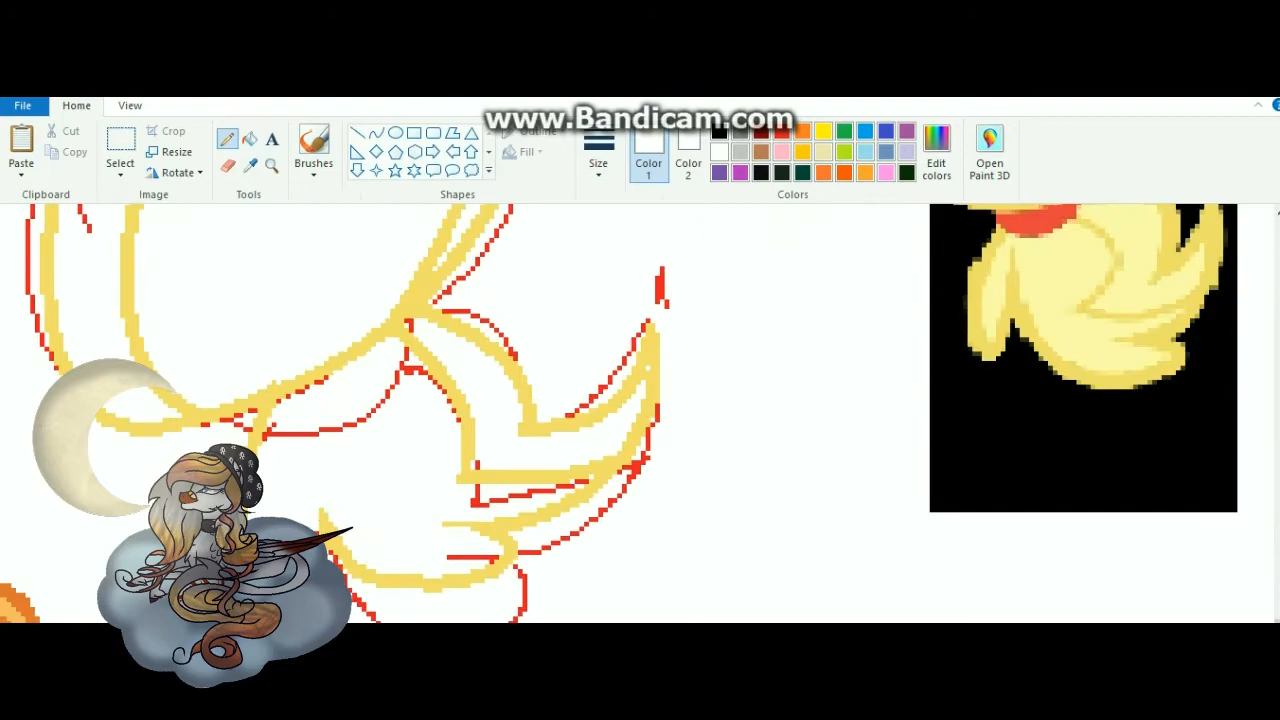 www.Bandicam.com
File Home View
Paste
Cut
Copy
Clipboard
Select
Crop
Resize
Rotate
Image
A
Tools
Brushes
Shapes
Outline
Fill
Size
Color
1
Color
2
Edit
colors
Colors
Open
Paint 3D